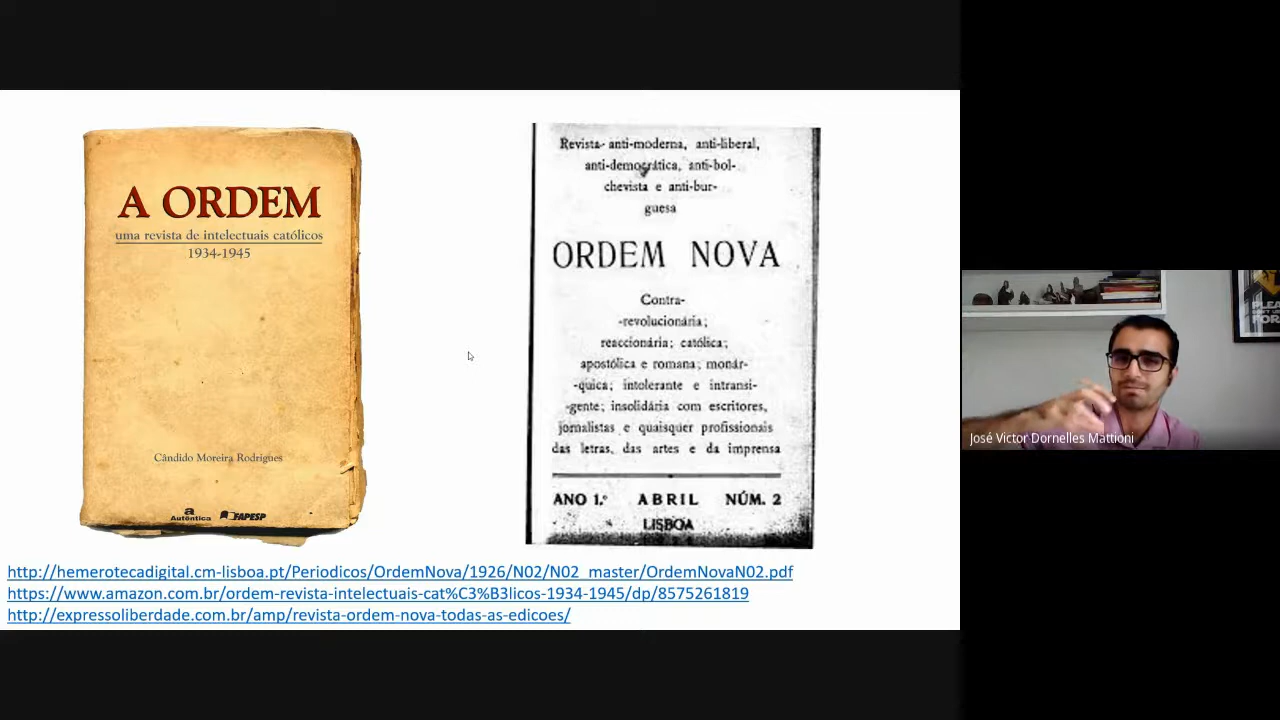 A ORDEM
uma revista de intelectuais católicos
1934-1945
Cândido Moreira Rodrigues
a
Autêntica
FAPESP
Revista anti-moderna, anti-liberal,
anti-democrática, anti-bol-
chevista e anti-bur-
guesa
ORDEM NOVA
Contra-
-revolucionária;
reaccionária; católica;
apostólica e romana; monár-
-quica; intolerante e intransi-
-gente; insolidária com escritores,
jornalistas e quaisquer profissionais
das letras, das artes e da imprensa
ANO 1.º ABRIL NÚM. 2
LISBOA
http://hemerotecadigital.cm-lisboa.pt/Periodicos/OrdemNova/1926/N02/N02_master/OrdemNovaN02.pdf
https://www.amazon.com.br/ordem-revista-intelectuais-cat%C3%B3licos-1934-1945/dp/8575261819
http://expressoliberdade.com.br/amp/revista-ordem-nova-todas-as-edicoes/
José Victor Dornelles Mattioni